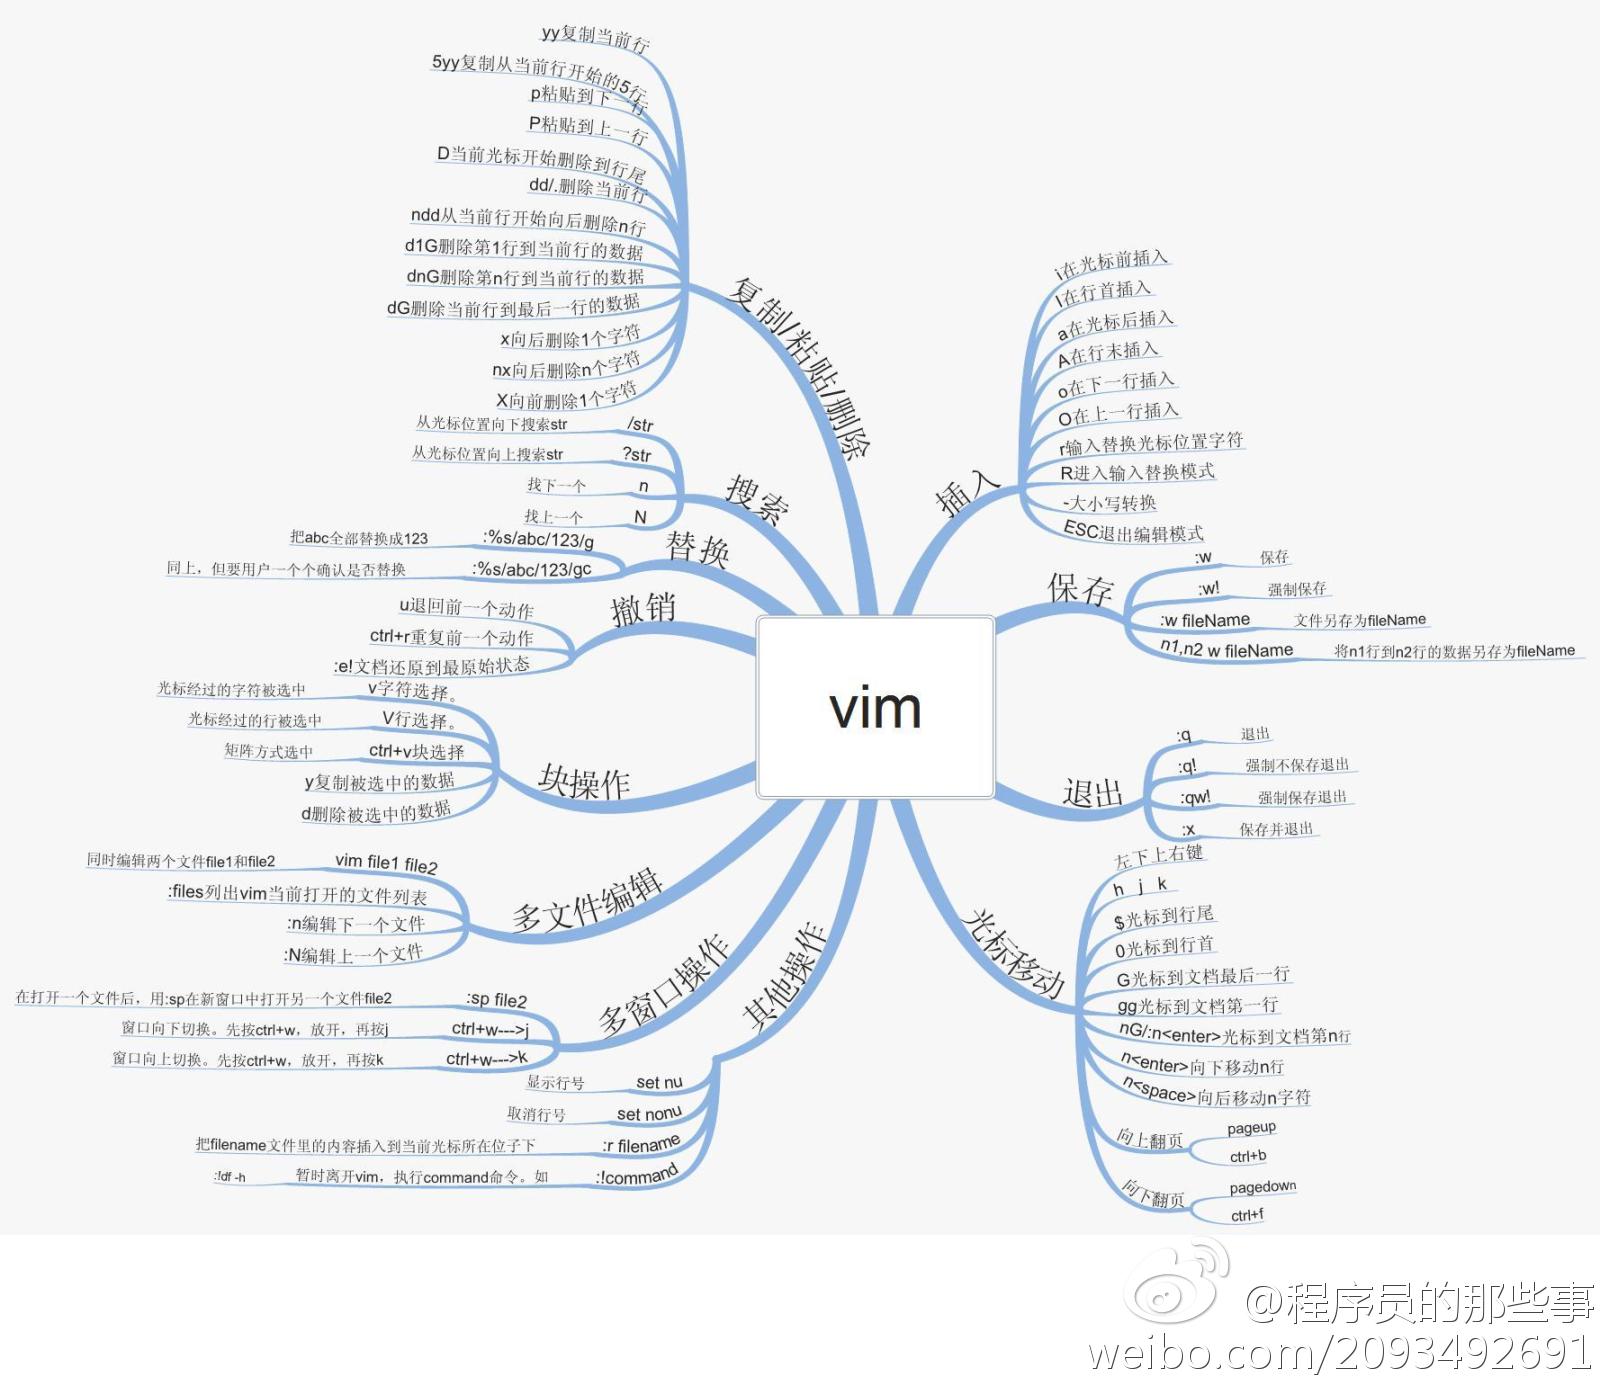 vim
复制/粘贴/删除
yy复制当前行
5yy复制从当前行开始的5行
p粘贴到下一行
P粘贴到上一行
D当前光标开始删除到行尾
dd/.删除当前行
ndd从当前行开始向后删除n行
d1G删除第1行到当前行的数据
dnG删除第n行到当前行的数据
dG删除当前行到最后一行的数据
x向后删除1个字符
nx向后删除n个字符
X向前删除1个字符
搜索
从光标位置向下搜索str /str
从光标位置向上搜索str ?str
找下一个 n
找上一个 N
替换
把abc全部替换成123 :%s/abc/123/g
同上，但要用户一个个确认是否替换 :%s/abc/123/gc
撤销
u退回前一个动作
ctrl+r重复前一个动作
:e!文档还原到最原始状态
块操作
光标经过的字符被选中 v字符选择。
光标经过的行被选中 V行选择。
矩阵方式选中 ctrl+v块选择
y复制被选中的数据
d删除被选中的数据
多文件编辑
同时编辑两个文件file1和file2 vim file1 file2
:files列出vim当前打开的文件列表
:n编辑下一个文件
:N编辑上一个文件
多窗口操作
在打开一个文件后，用:sp在新窗口中打开另一个文件file2 :sp file2
窗口向下切换。先按ctrl+w，放开，再按j ctrl+w--->j
窗口向上切换。先按ctrl+w，放开，再按k ctrl+w--->k
其他操作
显示行号 set nu
取消行号 set nonu
把filename文件里的内容插入到当前光标所在位子下 :r filename
:!df -h 暂时离开vim，执行command命令。如 :!command
插入
i在光标前插入
I在行首插入
a在光标后插入
A在行末插入
o在下一行插入
O在上一行插入
r输入替换光标位置字符
R进入输入替换模式
-大小写转换
ESC退出编辑模式
保存
:w 保存
:w! 强制保存
:w fileName 文件另存为fileName
n1,n2 w fileName 将n1行到n2行的数据另存为fileName
退出
:q 退出
:q! 强制不保存退出
:qw! 强制保存退出
:x 保存并退出
光标移动
左下上右键
h j k
$光标到行尾
0光标到行首
G光标到文档最后一行
gg光标到文档第一行
nG/:n<enter>光标到文档第n行
n<enter>向下移动n行
n<space>向后移动n字符
向上翻页
pageup
ctrl+b
向下翻页
pagedown
ctrl+f
@程序员的那些事
weibo.com/2093492691